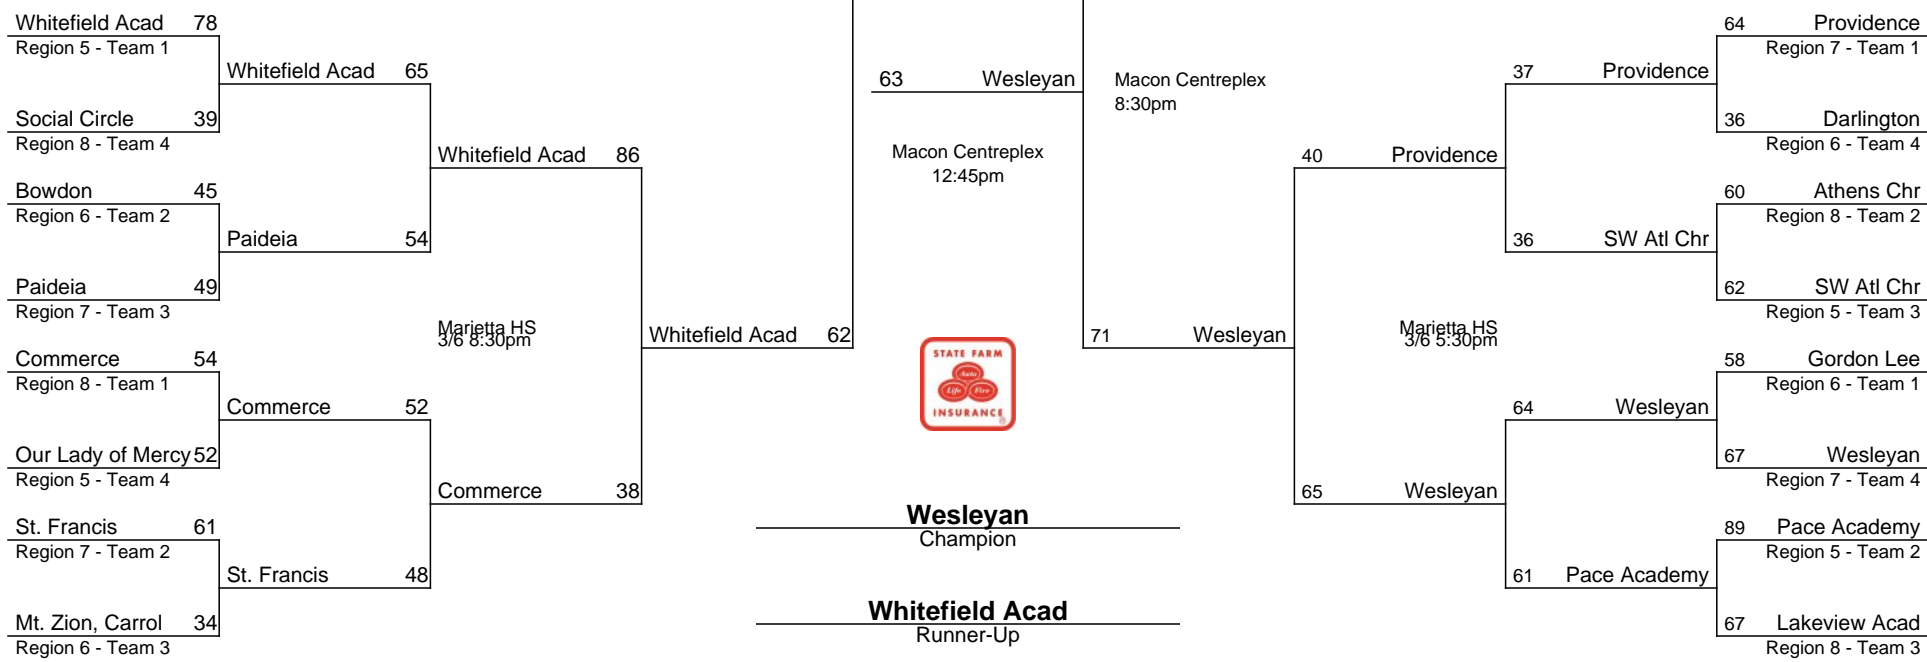 Whitefield Acad 78
Region 5 - Team 1
Social Circle 39
Region 8 - Team 4
Bowdon 45
Region 6 - Team 2
Paideia 49
Region 7 - Team 3
Commerce 54
Region 8 - Team 1
Our Lady of Mercy 52
Region 5 - Team 4
St. Francis 61
Region 7 - Team 2
Mt. Zion, Carrol 34
Region 6 - Team 3
Whitefield Acad 65
Paideia 54
Commerce 52
St. Francis 48
Whitefield Acad 86
Marietta HS
3/6 8:30pm
Commerce 38
Whitefield Acad 62
63 Wesleyan
Macon Centreplex
12:45pm
STATE FARM
Auto
Life Fire
INSURANCE
®
Wesleyan
Champion
Whitefield Acad
Runner-Up
Macon Centreplex
8:30pm
71 Wesleyan
40 Providence
Marietta HS
3/6 5:30pm
65 Wesleyan
37 Providence
36 SW Atl Chr
64 Wesleyan
61 Pace Academy
64 Providence
Region 7 - Team 1
36 Darlington
Region 6 - Team 4
60 Athens Chr
Region 8 - Team 2
62 SW Atl Chr
Region 5 - Team 3
58 Gordon Lee
Region 6 - Team 1
67 Wesleyan
Region 7 - Team 4
89 Pace Academy
Region 5 - Team 2
67 Lakeview Acad
Region 8 - Team 3